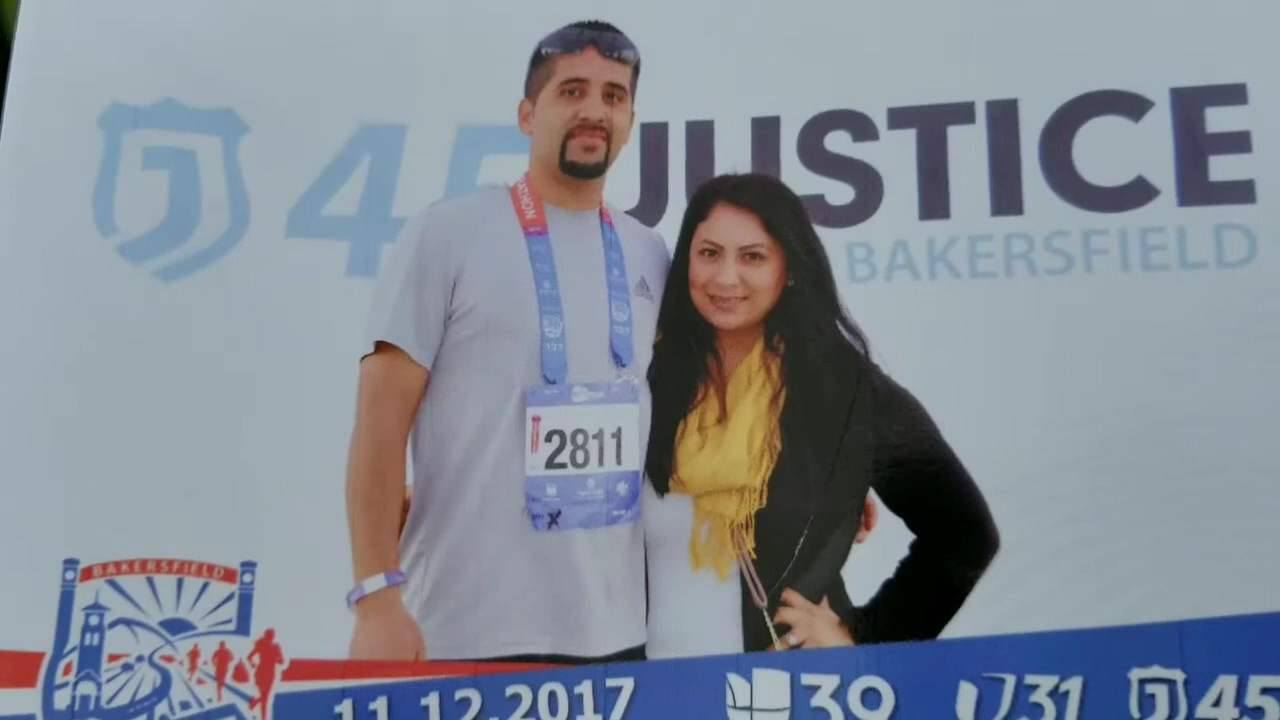 45 JUSTICE
BAKERSFIELD
2811
X
BAKERSFIELD
11.12.2017 39 31 45